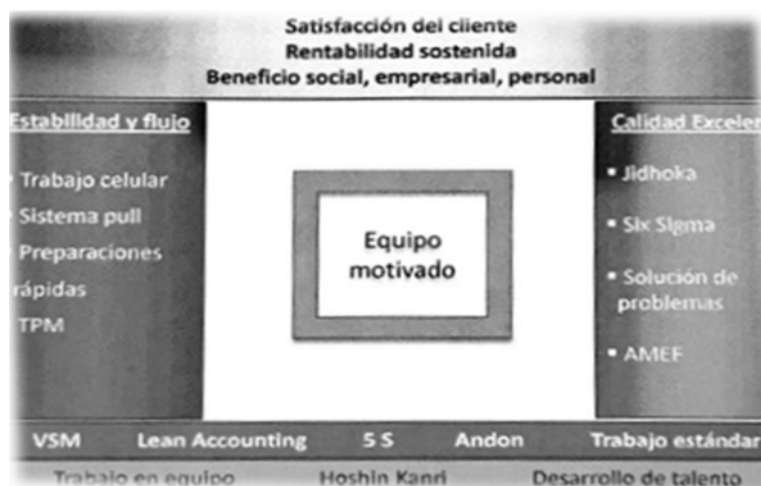 Satisfacción del cliente
Rentabilidad sostenida
Beneficio social, empresarial, personal
Estabilidad y flujo
Trabajo celular
Sistema pull
Preparaciones
rápidas
TPM
Equipo
motivado
Calidad Excelen
▪ Jidhoka
▪ Six Sigma
▪ Solución de
problemas
▪ AMEF
VSM Lean Accounting 5 S Andon Trabajo estándar
Trabajo en equipo Hoshin Kanri Desarrollo de talento